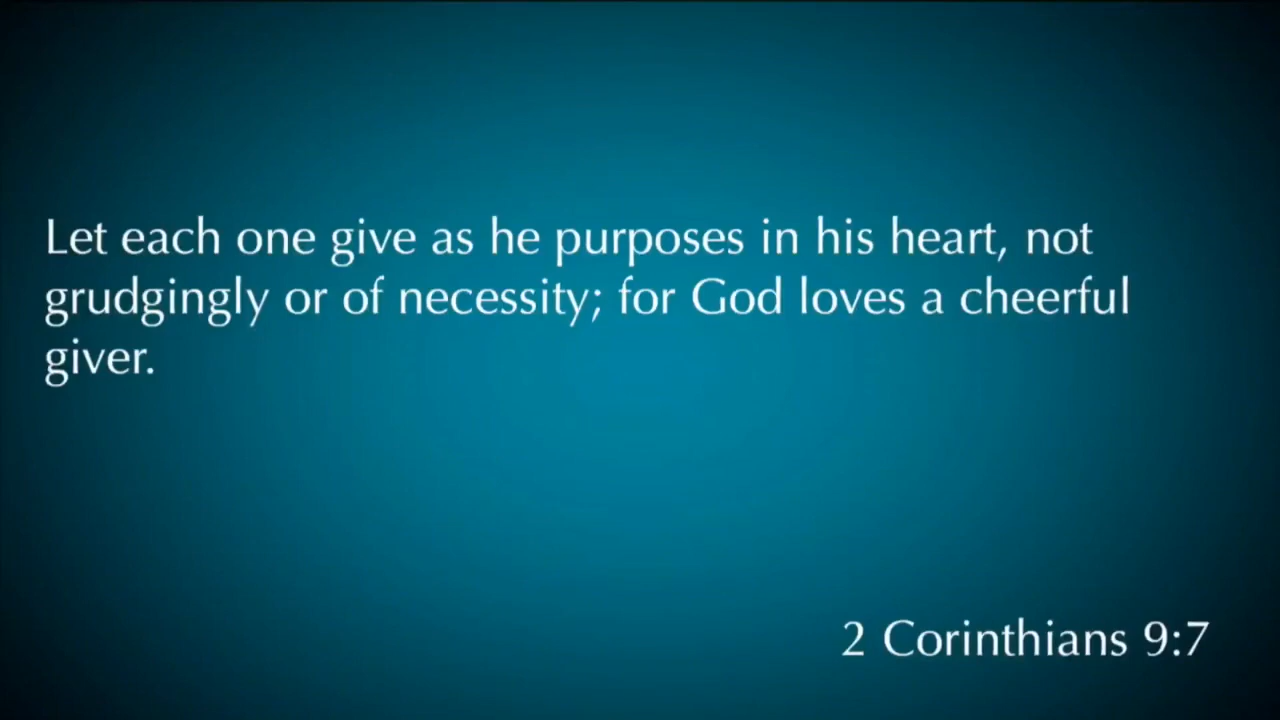 Let each one give as he purposes in his heart, not
grudgingly or of necessity; for God loves a cheerful
giver.
2 Corinthians 9:7